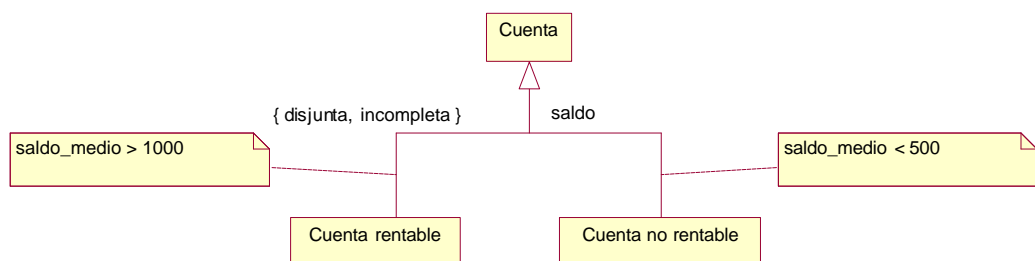 Cuenta
{ disjunta, incompleta }
saldo
saldo_medio > 1000
saldo_medio < 500
Cuenta rentable
Cuenta no rentable